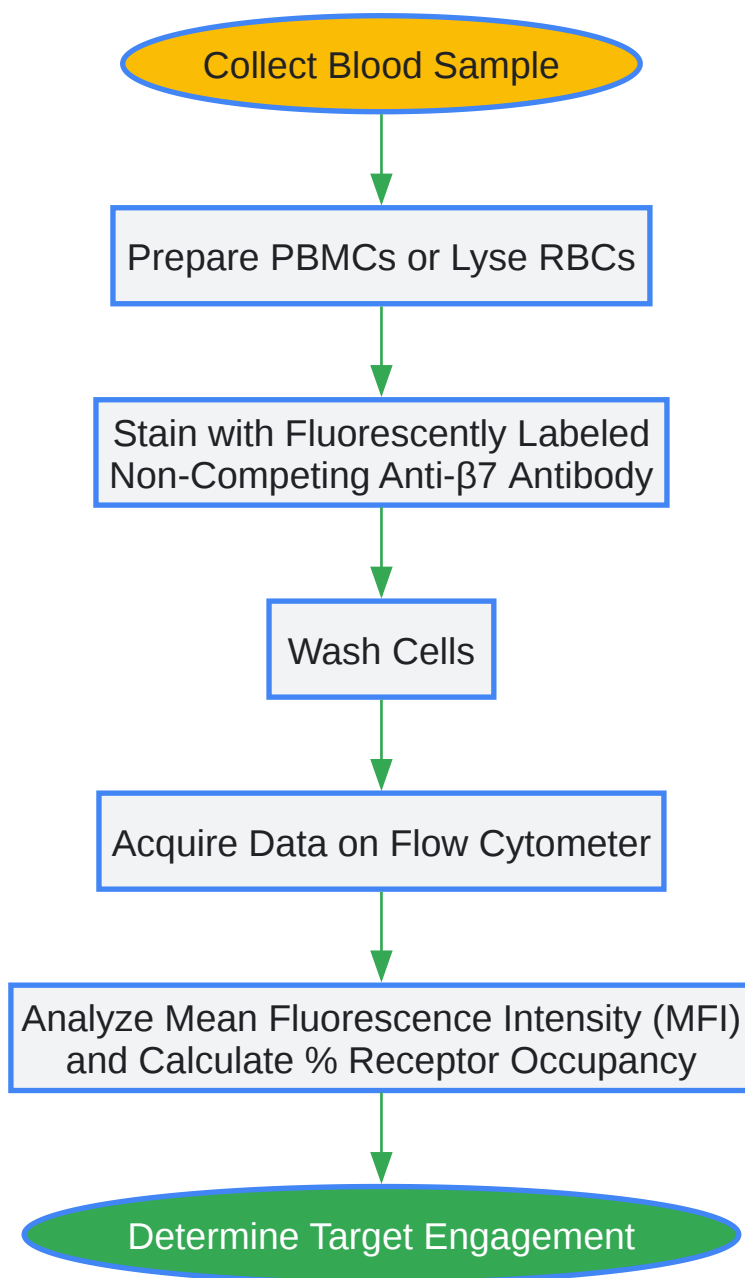 Collect Blood Sample
Prepare PBMCs or Lyse RBCs
Stain with Fluorescently Labeled
Non-Competing Anti-β7 Antibody
Wash Cells
Acquire Data on Flow Cytometer
Analyze Mean Fluorescence Intensity (MFI)
and Calculate % Receptor Occupancy
Determine Target Engagement